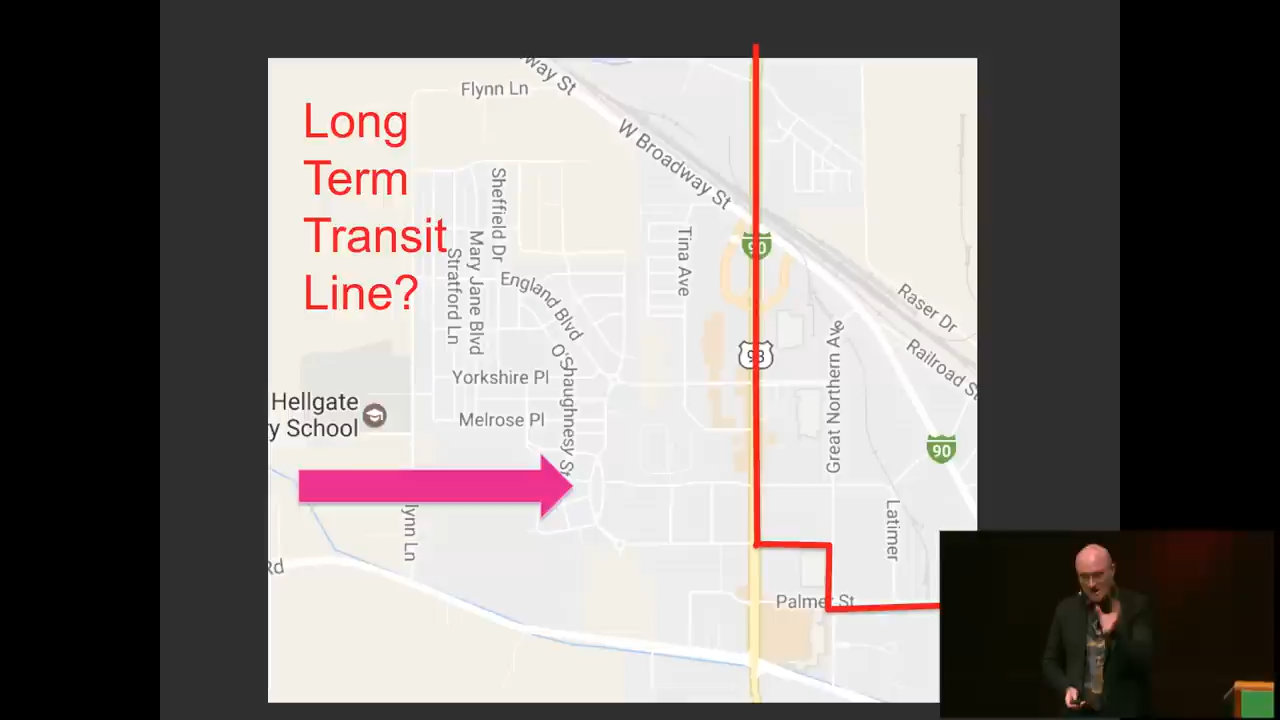 Long
Term
Transit
Line?
Flynn Ln
way St
W Broadway St
Sheffield Dr
Mary Jane Blvd
Stratford Ln
England Blvd
O'Shaughnesy St
Tina Ave
90
93
Great Northern Ave
Raser Dr
Railroad St
Yorkshire Pl
Melrose Pl
Hellgate
y School
90
lynn Ln
Latimer
Rd
Palmer St